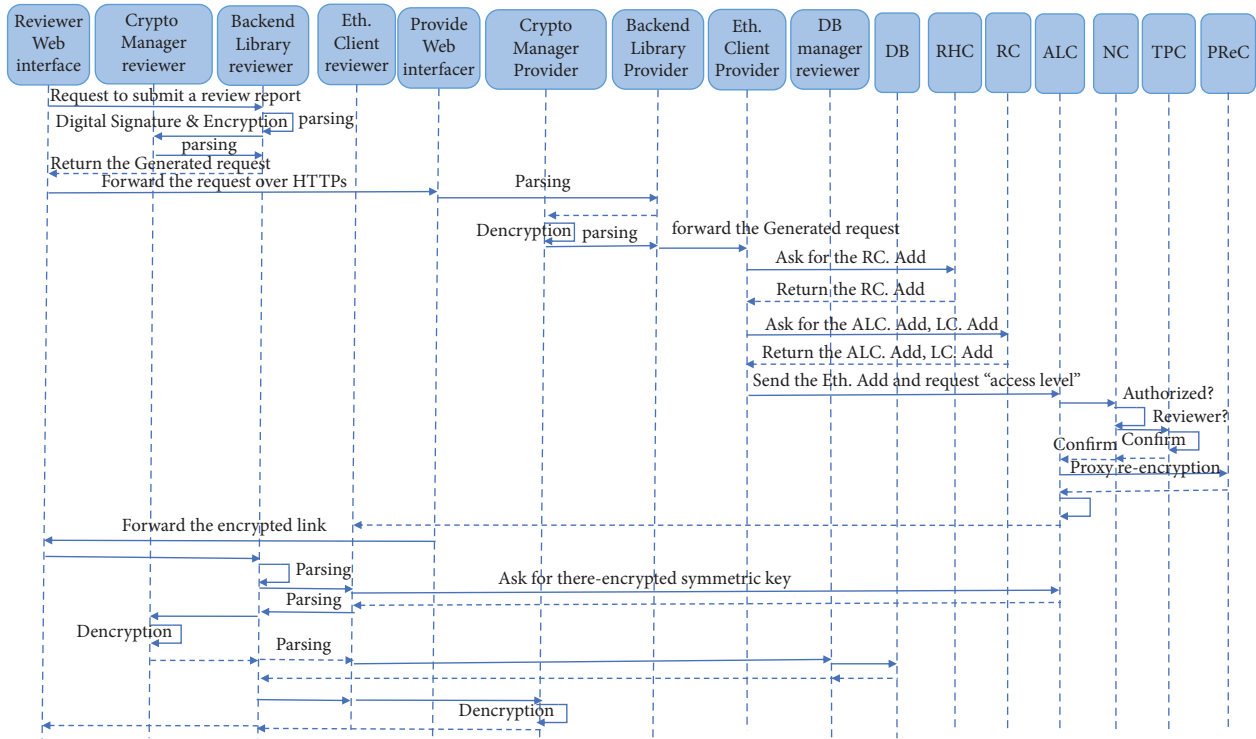 Reviewer
Web
interface
Crypto
Manager
reviewer
Backend
Library
reviewer
Eth.
Client
reviewer
Provide
Web
interfacer
Crypto
Manager
Provider
Backend
Library
Provider
Eth.
Client
Provider
DB
manager
reviewer
DB
RHC
RC
ALC
NC
TPC
PReC
Request to submit a review report
Digital Signature & Encryption
parsing
parsing
Return the Generated request
Forward the request over HTTPs
Parsing
Dencryption
parsing
forward the Generated request
Ask for the RC. Add
Return the RC. Add
Ask for the ALC. Add, LC. Add
Return the ALC. Add, LC. Add
Send the Eth. Add and request “access level”
Authorized?
Reviewer?
Confirm
Confirm
Proxy re-encryption
Forward the encrypted link
Parsing
Ask for there-encrypted symmetric key
Parsing
Dencryption
Parsing
Dencryption